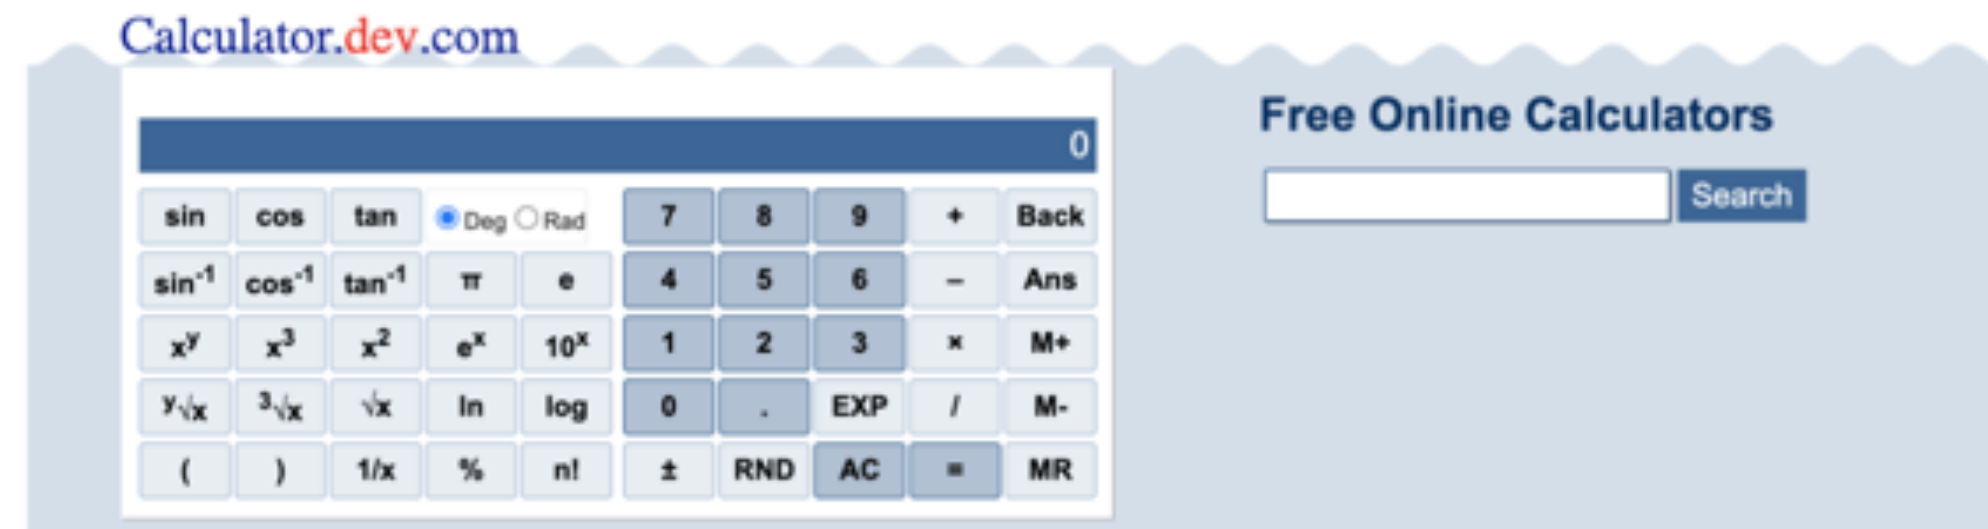 Calculator.dev.com
0
Free Online Calculators
Search
sin cos tan Deg Rad 7 8 9 + Back
sin⁻¹ cos⁻¹ tan⁻¹ π e 4 5 6 – Ans
xʸ x³ x² eˣ 10ˣ 1 2 3 × M+
ʸ√x ³√x √x ln log 0 . EXP / M-
( ) 1/x % n! ± RND AC = MR